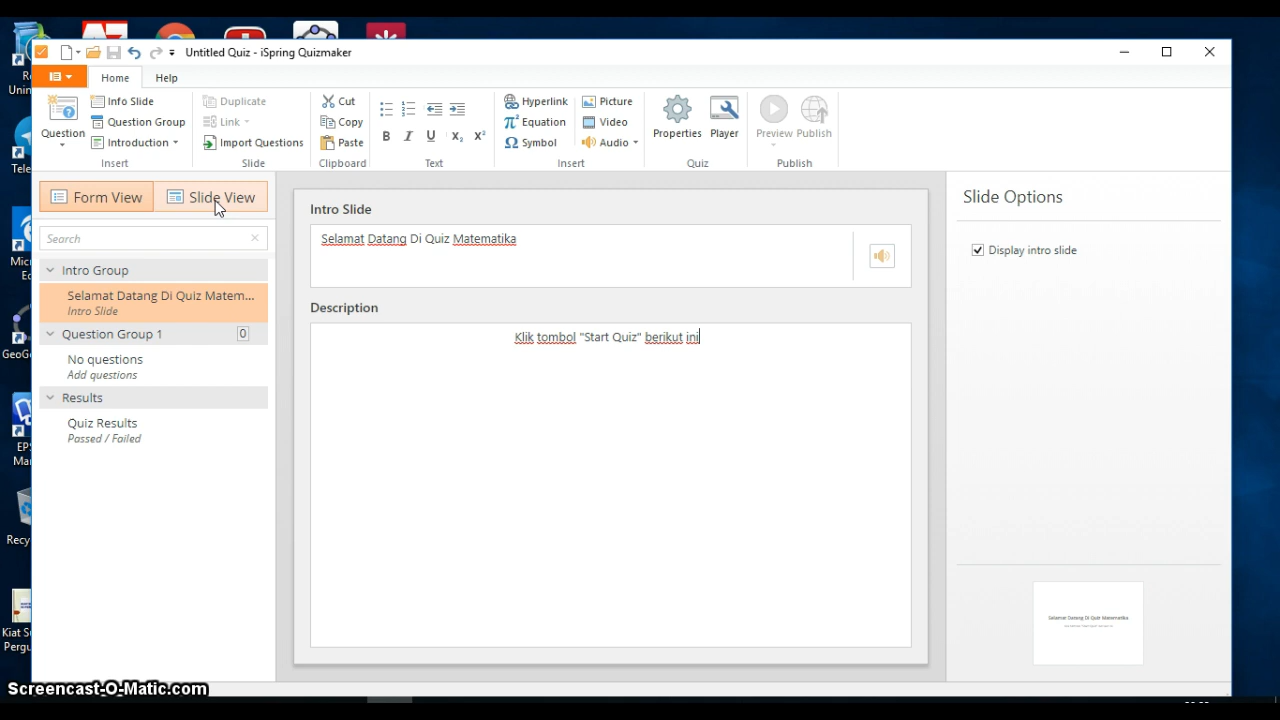 Untitled Quiz - iSpring Quizmaker
Home Help
Question
Info Slide
Question Group
Introduction
Insert
Duplicate
Link
Import Questions
Slide
Cut
Copy
Paste
Clipboard
B I U X₂ X²
Text
Hyperlink
π² Equation
Ω Symbol
Picture
Video
Audio
Insert
Properties Player
Quiz
Preview Publish
Publish
Form View Slide View
Search
Intro Group
Selamat Datang Di Quiz Matem...
Intro Slide
Question Group 1 0
No questions
Add questions
Results
Quiz Results
Passed / Failed
Intro Slide
Selamat Datang Di Quiz Matematika
Description
Klik tombol "Start Quiz" berikut ini
Slide Options
Display intro slide
Selamat Datang Di Quiz Matematika
Screencast-O-Matic.com